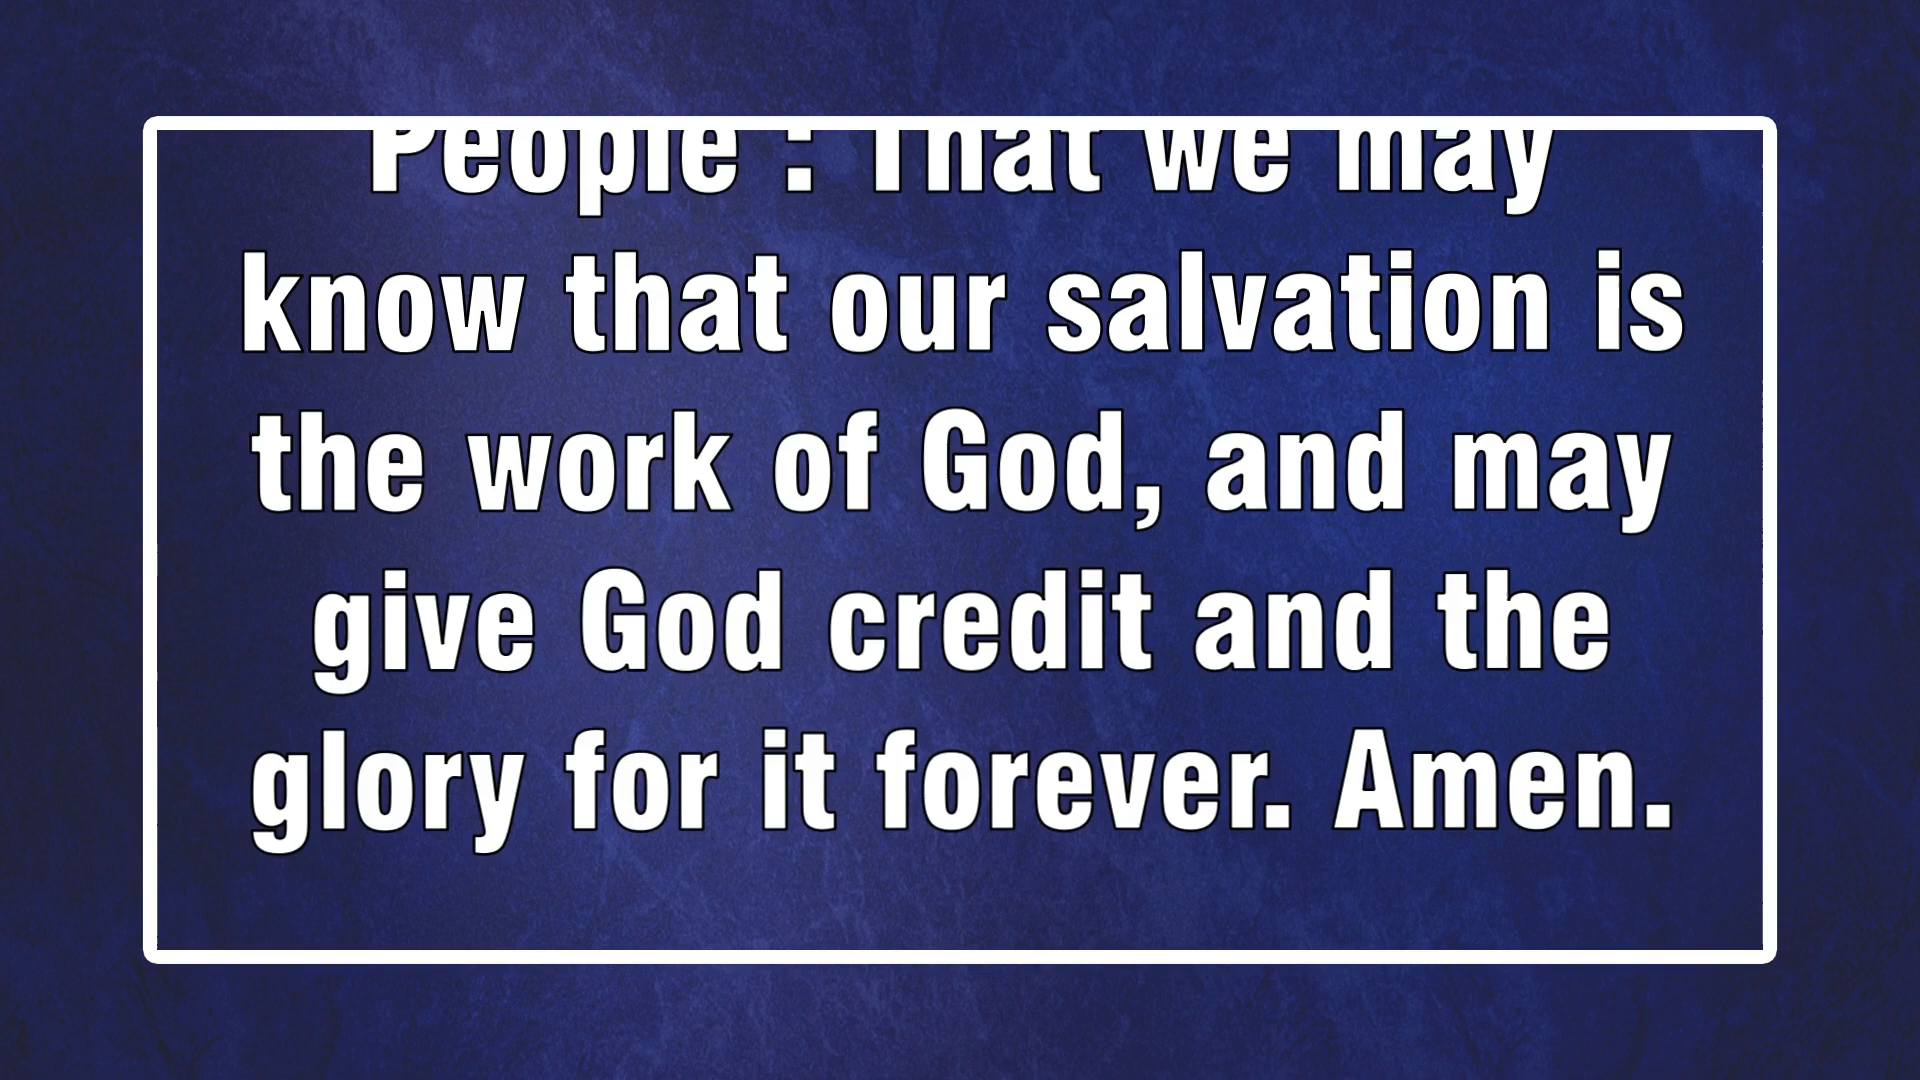 People : That we may
know that our salvation is
the work of God, and may
give God credit and the
glory for it forever. Amen.